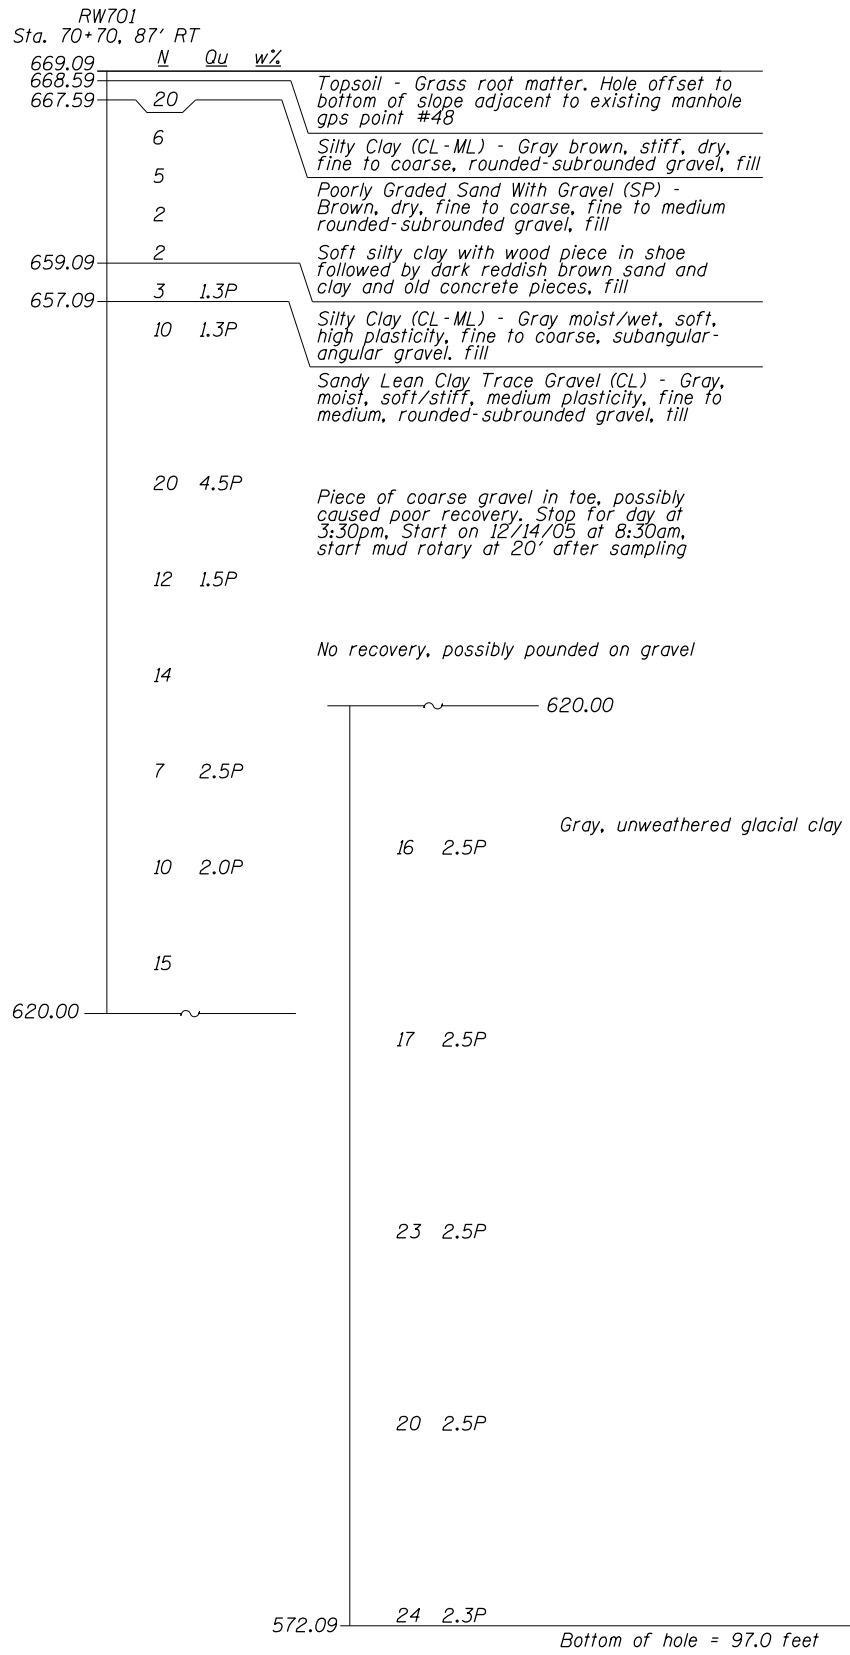 RW701
Sta. 70+70, 87' RT
N Qu w%
669.09
668.59
667.59
20
6
5
2
2
659.09
3 1.3P
657.09
10 1.3P
20 4.5P
12 1.5P
14
7 2.5P
10 2.0P
15
620.00
Topsoil - Grass root matter. Hole offset to
bottom of slope adjacent to existing manhole
gps point #48
Silty Clay (CL-ML) - Gray brown, stiff, dry,
fine to coarse, rounded-subrounded gravel, fill
Poorly Graded Sand With Gravel (SP) -
Brown, dry, fine to coarse, fine to medium
rounded-subrounded gravel, fill
Soft silty clay with wood piece in shoe
followed by dark reddish brown sand and
clay and old concrete pieces, fill
Silty Clay (CL-ML) - Gray moist/wet, soft,
high plasticity, fine to coarse, subangular-
angular gravel. fill
Sandy Lean Clay Trace Gravel (CL) - Gray,
moist, soft/stiff, medium plasticity, fine to
medium, rounded-subrounded gravel, till
Piece of coarse gravel in toe, possibly
caused poor recovery. Stop for day at
3:30pm, Start on 12/14/05 at 8:30am,
start mud rotary at 20' after sampling
No recovery, possibly pounded on gravel
620.00
Gray, unweathered glacial clay
16 2.5P
17 2.5P
23 2.5P
20 2.5P
24 2.3P
572.09
Bottom of hole = 97.0 feet